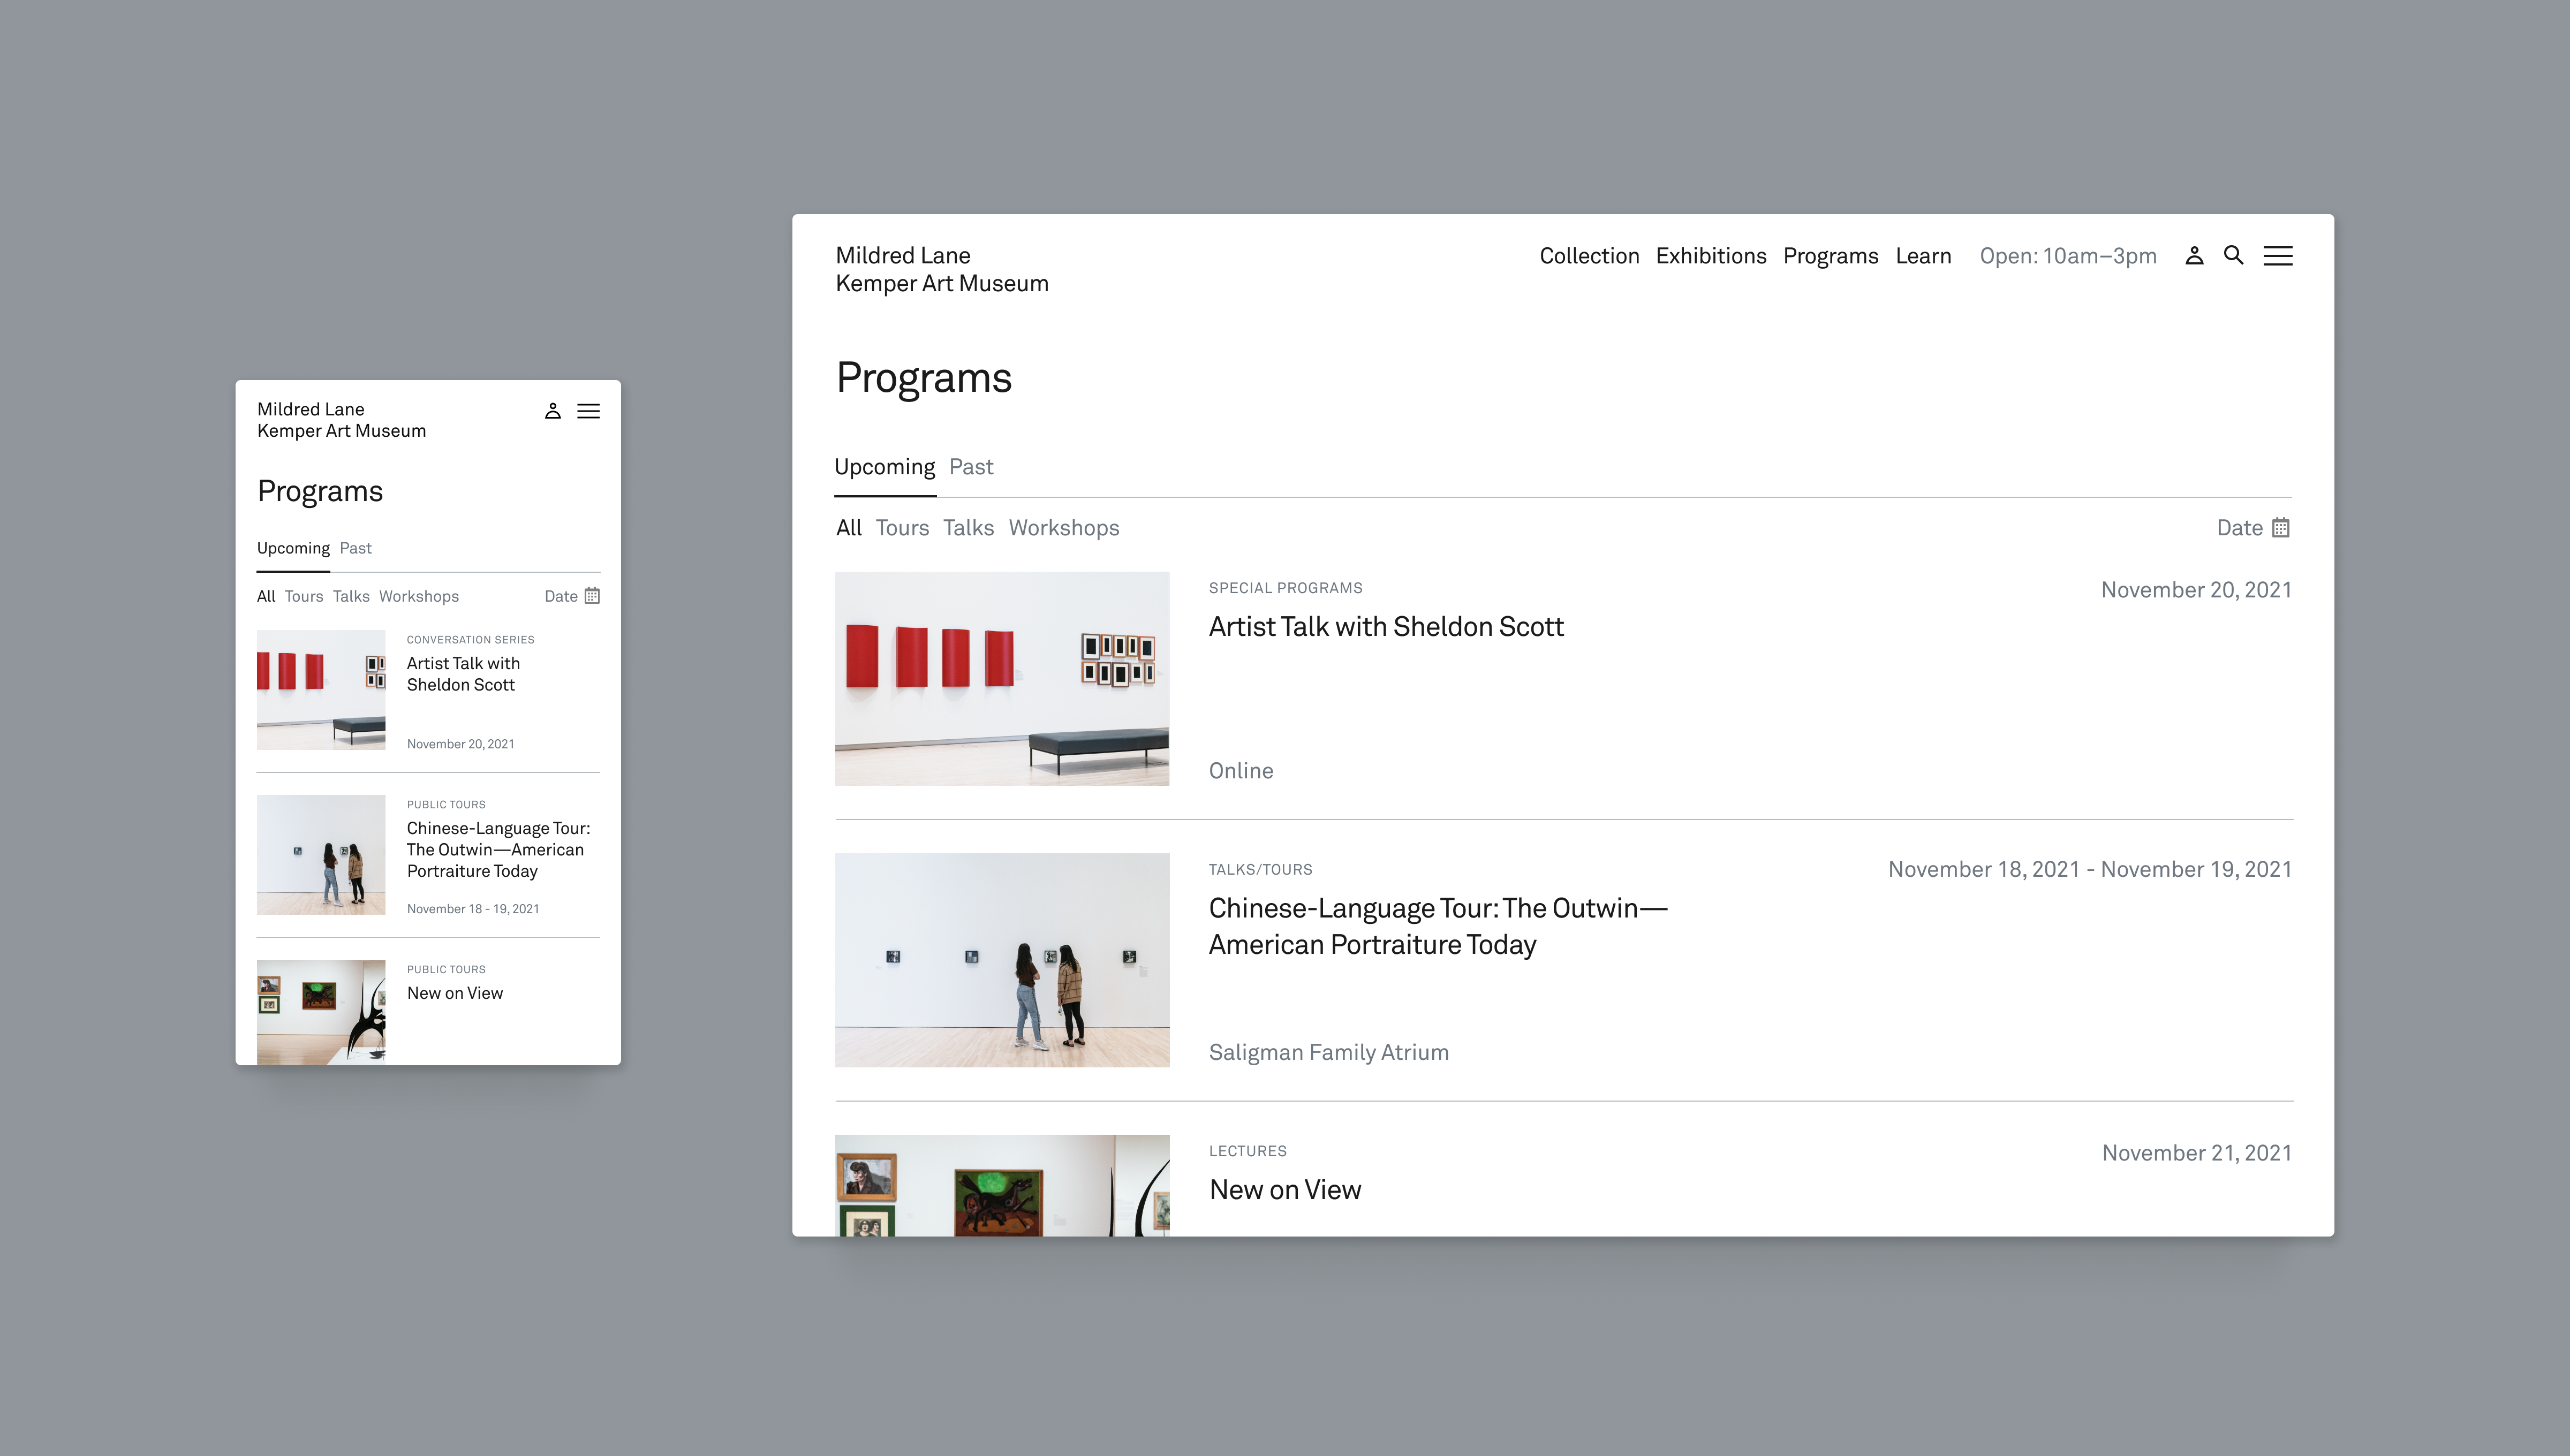 Mildred Lane
Kemper Art Museum
Programs
Upcoming Past
All Tours Talks Workshops Date
CONVERSATION SERIES
Artist Talk with
Sheldon Scott
November 20, 2021
PUBLIC TOURS
Chinese-Language Tour:
The Outwin—American
Portraiture Today
November 18 - 19, 2021
PUBLIC TOURS
New on View
Mildred Lane
Kemper Art Museum
Collection Exhibitions Programs Learn Open: 10am–3pm
Programs
Upcoming Past
All Tours Talks Workshops Date
SPECIAL PROGRAMS
November 20, 2021
Artist Talk with Sheldon Scott
Online
TALKS/TOURS
November 18, 2021 - November 19, 2021
Chinese-Language Tour: The Outwin—
American Portraiture Today
Saligman Family Atrium
LECTURES
November 21, 2021
New on View